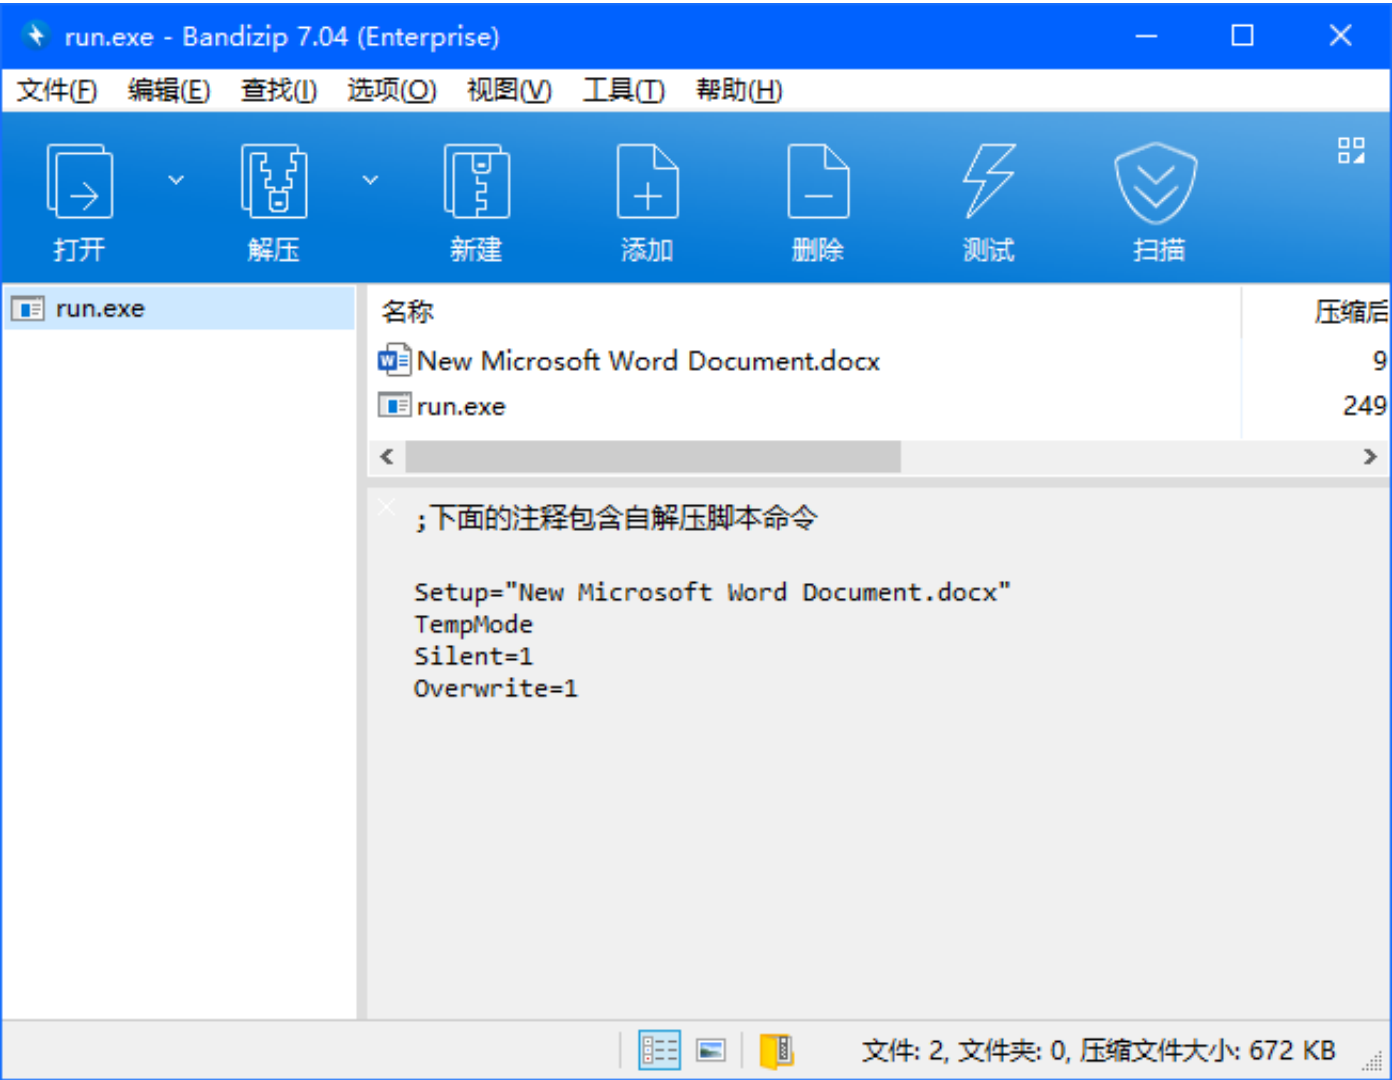 run.exe - Bandizip 7.04 (Enterprise)
文件(F) 编辑(E) 查找(I) 选项(O) 视图(V) 工具(T) 帮助(H)
打开 解压 新建 添加 删除 测试 扫描
run.exe
名称 压缩后
New Microsoft Word Document.docx 9
run.exe 249
;下面的注释包含自解压脚本命令
Setup="New Microsoft Word Document.docx"
TempMode
Silent=1
Overwrite=1
文件: 2, 文件夹: 0, 压缩文件大小: 672 KB